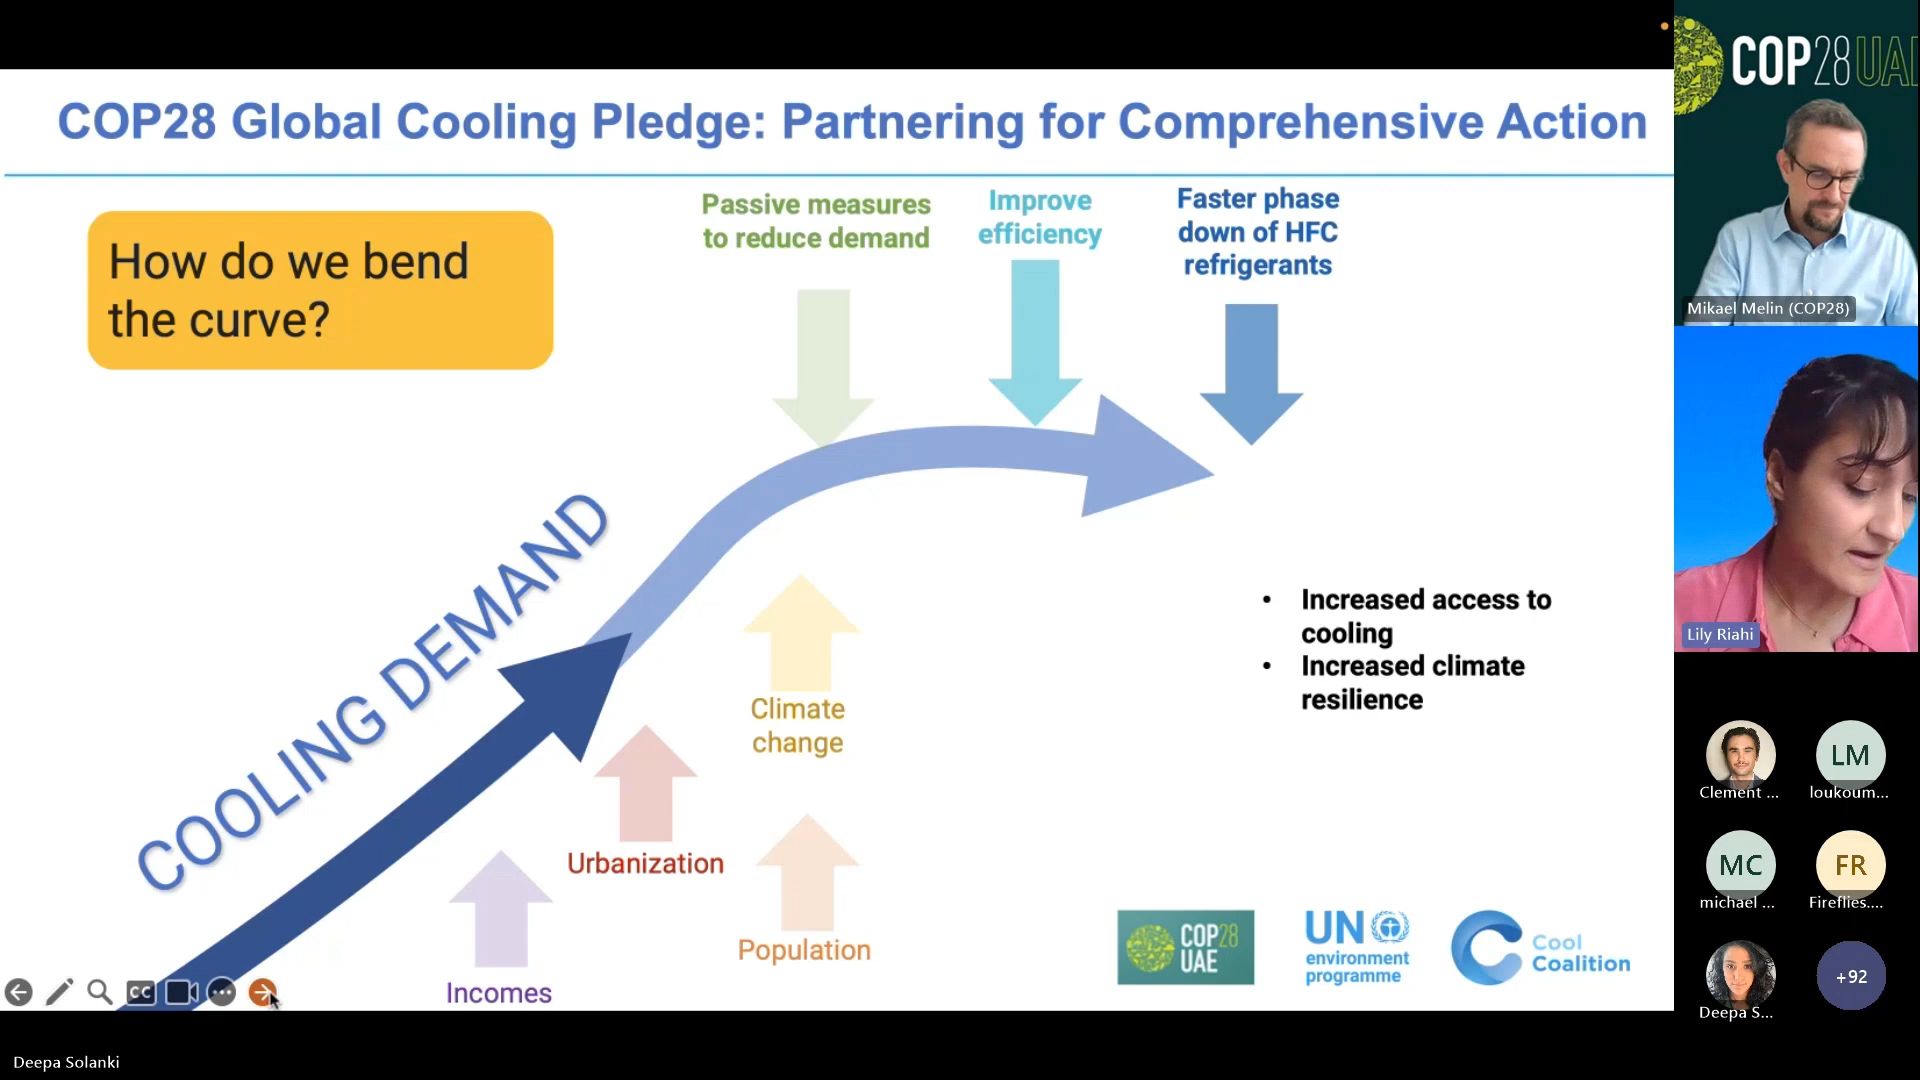 COP28 Global Cooling Pledge: Partnering for Comprehensive Action
How do we bend
the curve?
Passive measures
to reduce demand
Improve
efficiency
Faster phase
down of HFC
refrigerants
COOLING DEMAND
Climate
change
Urbanization
Population
Incomes
• Increased access to
cooling
• Increased climate
resilience
COP28
UAE
UN
environment
programme
Cool
Coalition
CC
Deepa Solanki
COP28 UAE
Mikael Melin (COP28)
Lily Riahi
Clement ...
LM
loukoum...
MC
michael ...
FR
Fireflies....
Deepa S...
+92